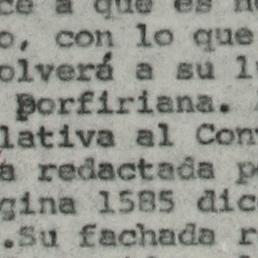 ce a que es
o, con lo que
olverá a su
porfiriana.
lativa al Con
a redactada p
gina 1585 dic
.Su fachada r